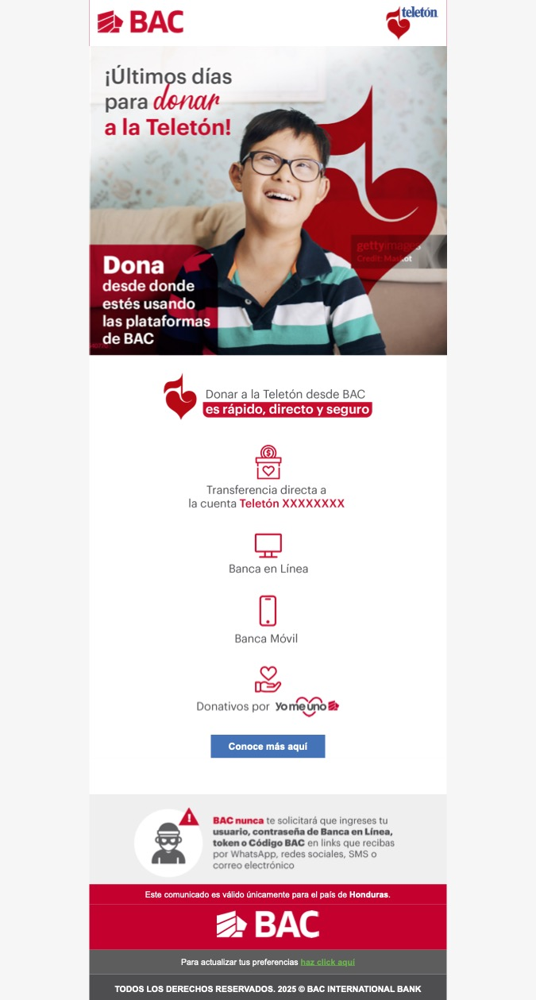 BAC
teletón
¡Últimos días
para donar
a la Teletón!
gettyimages
Credit: Maskot
Dona
desde donde
estés usando
las plataformas
de BAC
Donar a la Teletón desde BAC
es rápido, directo y seguro
Transferencia directa a
la cuenta Teletón XXXXXXXX
Banca en Línea
Banca Móvil
Donativos por Yo me uno
Conoce más aquí
BAC nunca te solicitará que ingreses tu
usuario, contraseña de Banca en Línea,
token o Código BAC en links que recibas
por WhatsApp, redes sociales, SMS o
correo electrónico
Este comunicado es válido únicamente para el país de Honduras.
BAC
Para actualizar tus preferencias haz click aquí
TODOS LOS DERECHOS RESERVADOS. 2025 © BAC INTERNATIONAL BANK